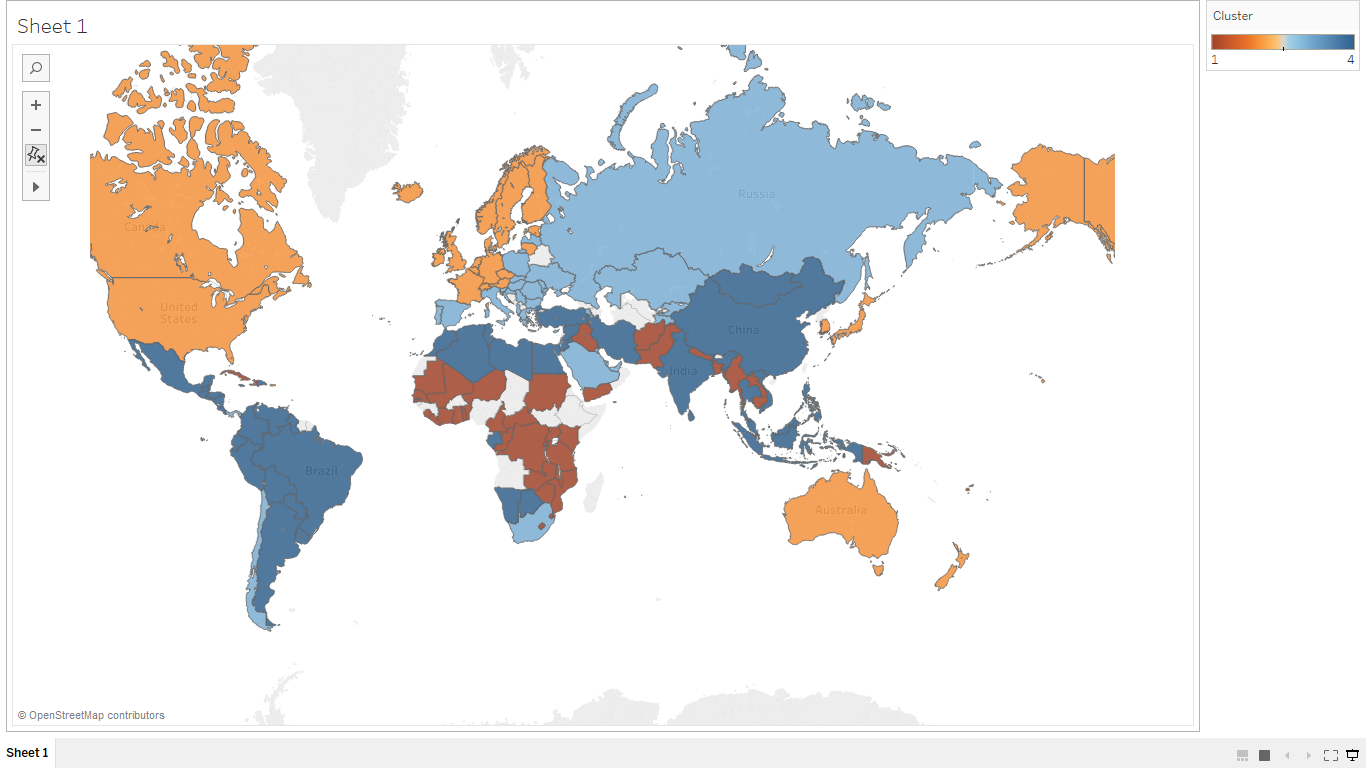 Sheet 1
Cluster
1
4
Russia
Canada
United
States
China
India
Brazil
Australia
© OpenStreetMap contributors
Sheet 1